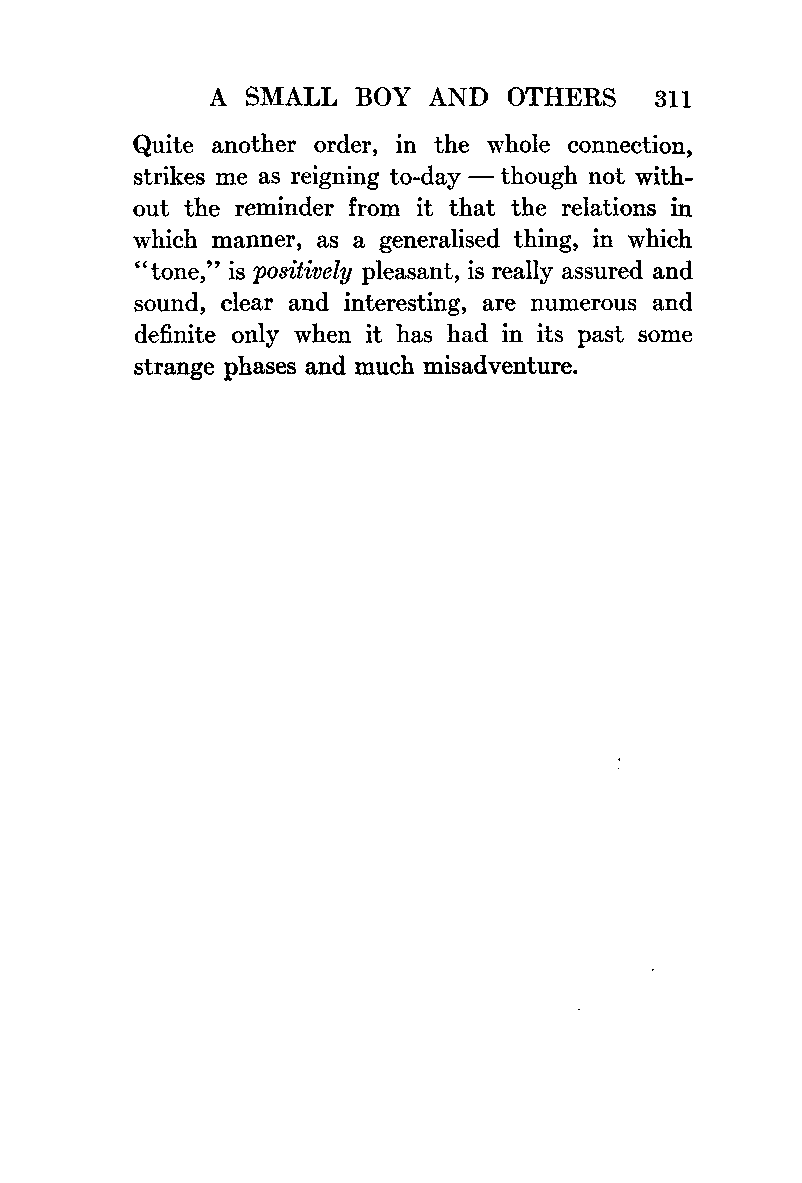 A SMALL BOY AND OTHERS 311
Quite another order, in the whole connection,
strikes me as reigning to-day — though not with-
out the reminder from it that the relations in
which manner, as a generalised thing, in which
“tone,” is positively pleasant, is really assured and
sound, clear and interesting, are numerous and
definite only when it has had in its past some
strange phases and much misadventure.